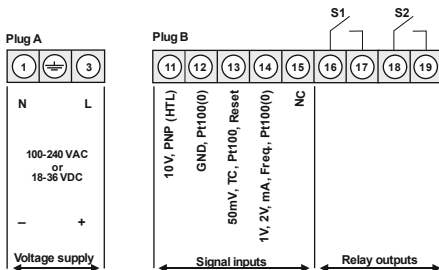 S1 S2
Plug A Plug B
1 3 11 12 13 14 15 16 17 18 19
N L
100-240 VAC
or
18-36 VDC
– +
10V, PNP (HTL)
GND, Pt100(0)
50mV, TC, Pt100, Reset
1V, 2V, mA, Freq., Pt100(0)
NC
Voltage supply Signal inputs Relay outputs